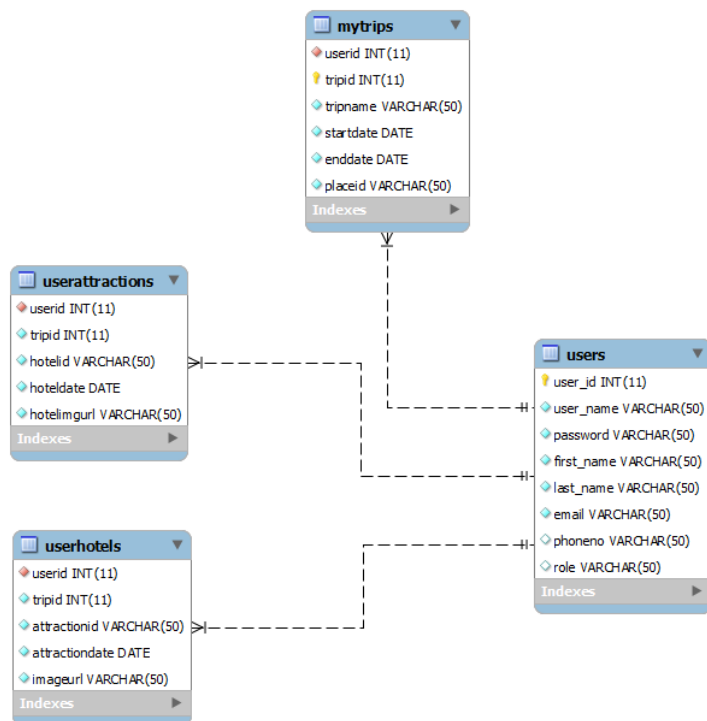 mytrips
userid INT(11)
tripid INT(11)
tripname VARCHAR(50)
startdate DATE
enddate DATE
placeid VARCHAR(50)
Indexes
userattractions
userid INT(11)
tripid INT(11)
hotelid VARCHAR(50)
hoteldate DATE
hotelimgurl VARCHAR(50)
Indexes
users
user_id INT(11)
user_name VARCHAR(50)
password VARCHAR(50)
first_name VARCHAR(50)
last_name VARCHAR(50)
email VARCHAR(50)
phoneno VARCHAR(50)
role VARCHAR(50)
Indexes
userhotels
userid INT(11)
tripid INT(11)
attractionid VARCHAR(50)
attractiondate DATE
imageurl VARCHAR(50)
Indexes